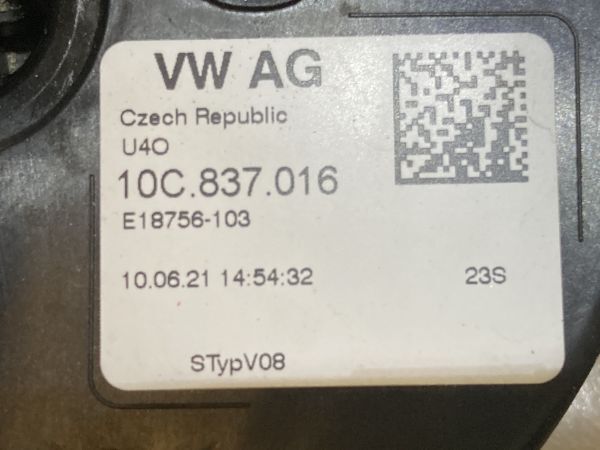 VW AG
Czech Republic
U4O
10C.837.016
E18756-103
10.06.21 14:54:32 23S
STypV08